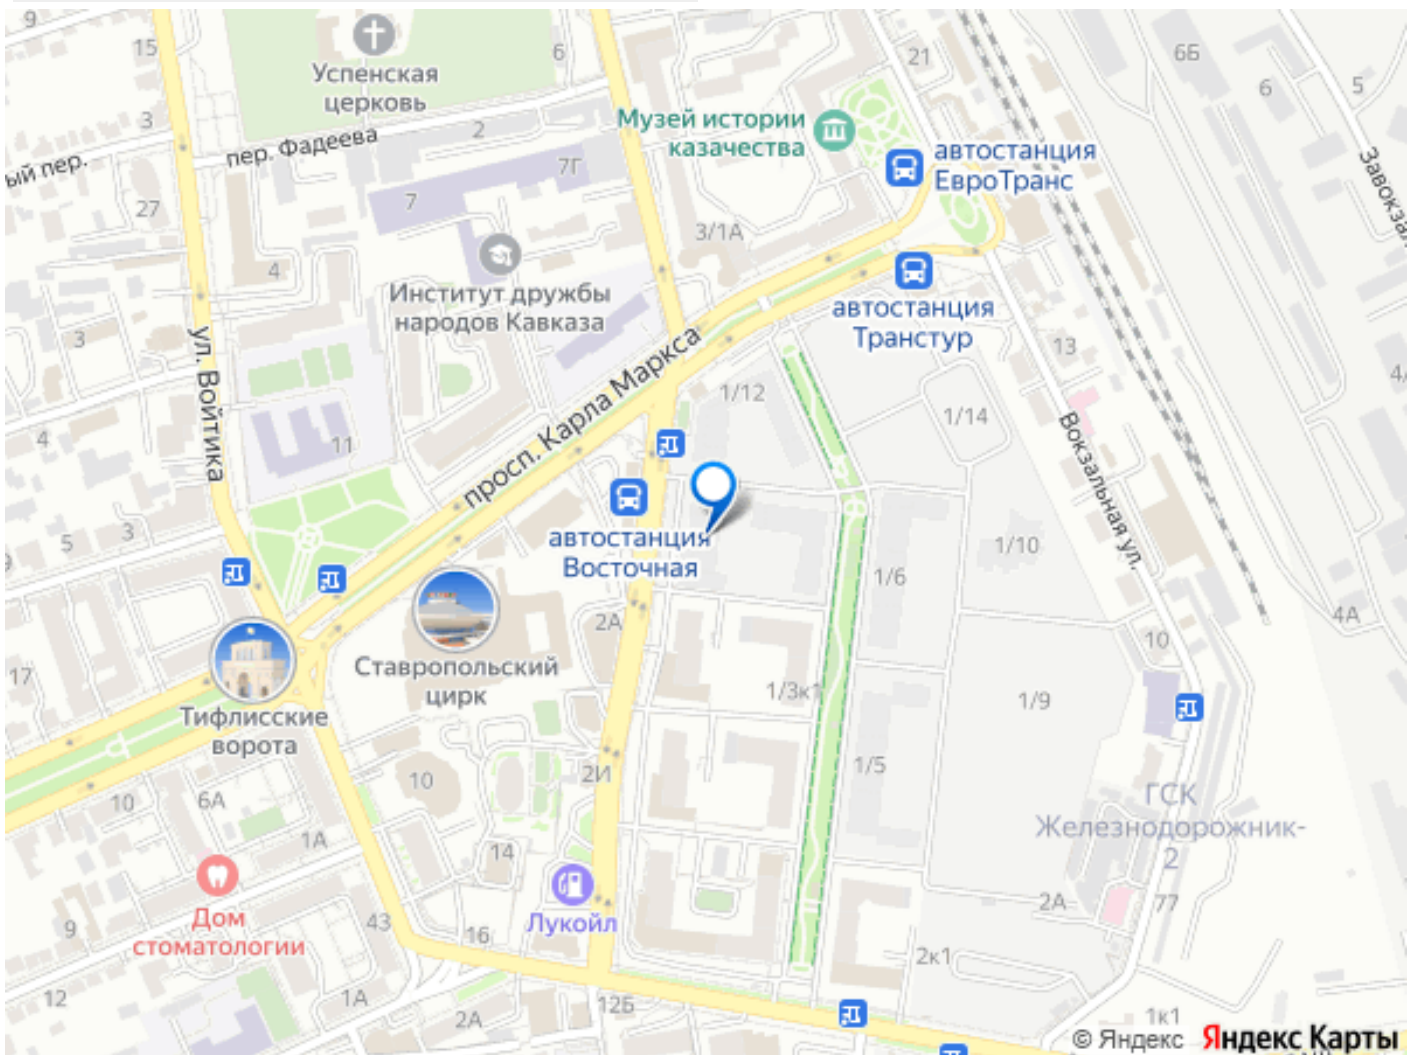 9
15
Успенская
церковь
6
21
6Б
6
5
3
2
пер. Фадеева
ый пер.
7Г
7
Музей истории
казачества
автостанция
ЕвроТранс
27
3/1А
4
Институт дружбы
народов Кавказа
автостанция
Транстур
3
ул. Войтика
просп. Карла Маркса
13
1/12
1/14
Вокзальная ул.
4
11
5
3
автостанция
Восточная
1/10
1/6
2А
4А
10
17
Ставропольский
цирк
1/3к1
1/9
Тифлисские
ворота
10
2И
1/5
10
6А
1А
14
ГСК
Железнодорожник-
2
Лукойл
Дом
стоматологии
9
43
16
2А
77
2к1
12
1А
2А
12Б
1к1
© Яндекс Яндекс Карты